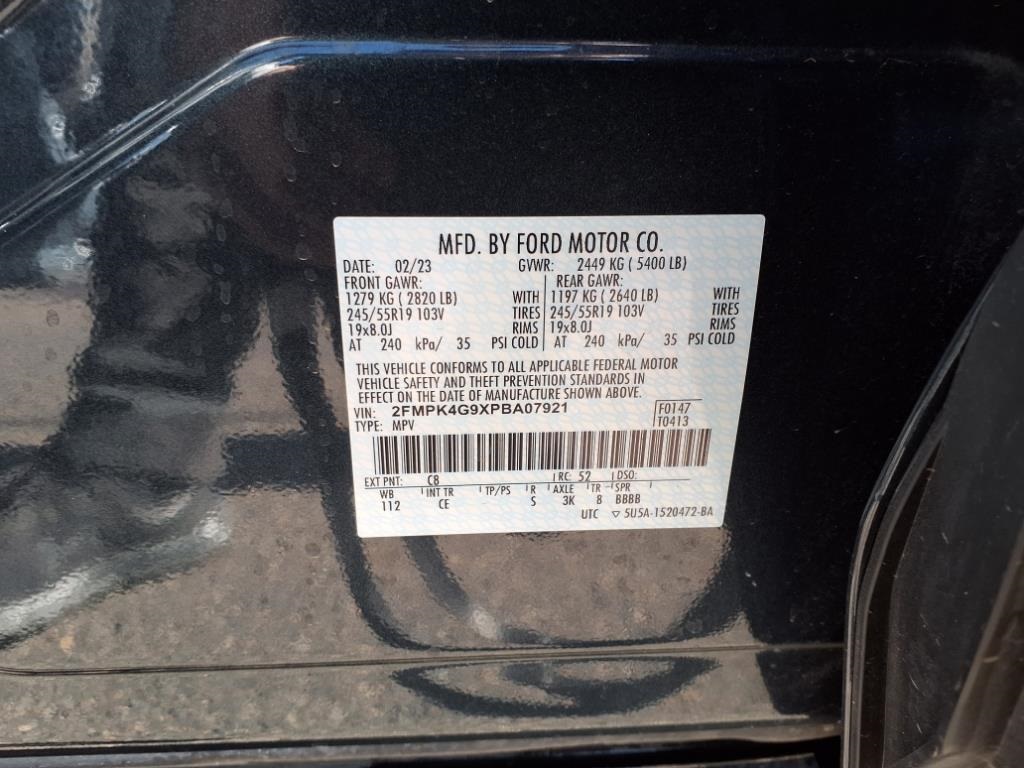 MFD. BY FORD MOTOR CO.
DATE: 02/23 GVWR: 2449 KG ( 5400 LB)
FRONT GAWR: REAR GAWR:
1279 KG ( 2820 LB) WITH 1197 KG ( 2640 LB) WITH
245/55R19 103V TIRES 245/55R19 103V TIRES
19x8.0J RIMS 19x8.0J RIMS
AT 240 kPa/ 35 PSI COLD AT 240 kPa/ 35 PSI COLD
THIS VEHICLE CONFORMS TO ALL APPLICABLE FEDERAL MOTOR
VEHICLE SAFETY AND THEFT PREVENTION STANDARDS IN
EFFECT ON THE DATE OF MANUFACTURE SHOWN ABOVE.
VIN: 2FMPK4G9XPBA07921 F0147
TYPE: MPV T0413
EXT PNT: C8 RC: 52 DSO:
WB INT TR TP/PS R AXLE TR SPR
112 CE S 3K 8 BBBB
UTC ▽ 5U5A-1520472-BA